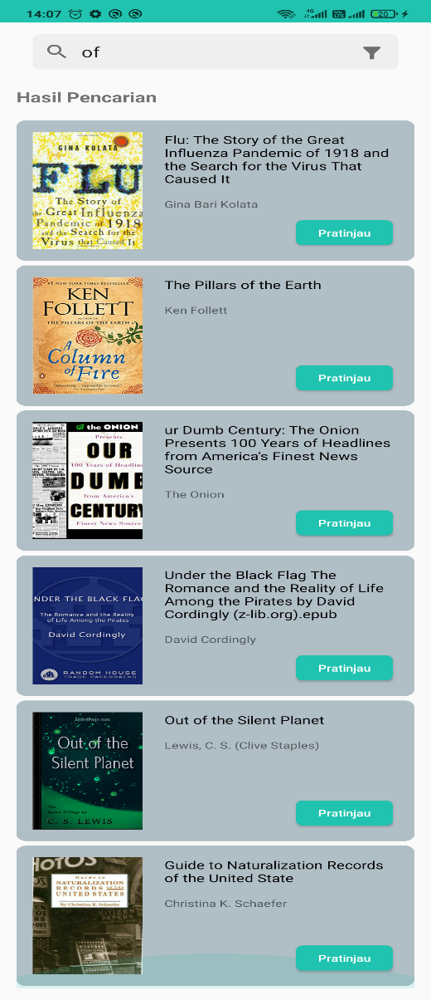 14:07
4G
Vo LTE
20
of
Hasil Pencarian
GINA KOLATA
FLU
The Story of
the Great Influenza
Pandemic of 1918
and the Search for the
Virus that Caused It
Flu: The Story of the Great
Influenza Pandemic of 1918 and
the Search for the Virus That
Caused It
Gina Bari Kolata
Pratinjau
#1 NEW YORK TIMES BESTSELLER
KEN
FOLLETT
AUTHOR OF
THE PILLARS OF THE EARTH
A
Column
of Fire
The Pillars of the Earth
Ken Follett
Pratinjau
the ONION
Presents
OUR
100 Years of Headlin
DUMB
from America's
CENTURY
Finest News Source
ur Dumb Century: The Onion
Presents 100 Years of Headlines
from America's Finest News
Source
The Onion
Pratinjau
NDER THE BLACK FLAG
The Romance and the Reality
of Life Among the Pirates
David Cordingly
RANDOM HOUSE
TRADE PAPERBACKS
Under the Black Flag The
Romance and the Reality of Life
Among the Pirates by David
Cordingly (z-lib.org).epub
David Cordingly
Pratinjau
FadedPage.com
Out of the
Silent Planet
The
Space Trilogy by
C. S. LEWIS
Out of the Silent Planet
Lewis, C. S. (Clive Staples)
Pratinjau
HOTOS
Guide to
NATURALIZATION
RECORDS OF THE
UNITED STATES
By Christina K. Schaefer
CITIZEN
PAPERS
Guide to Naturalization Records
of the United State
Christina K. Schaefer
Pratinjau